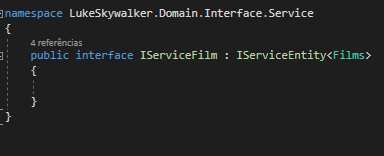 namespace LukeSkywalker.Domain.Interface.Service
{
4 referências
public interface IServiceFilm : IServiceEntity<Films>
{
}
}